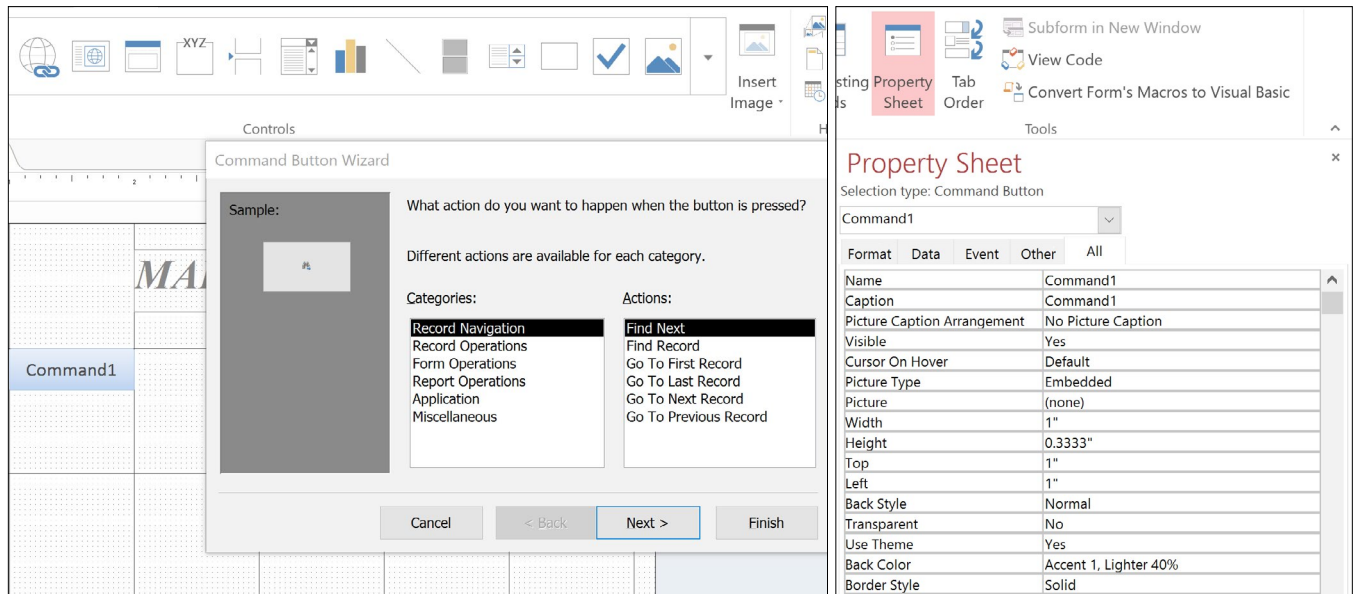 XYZ
Insert
Image
H
Controls
2
MA
Command1
Command Button Wizard
Sample:
What action do you want to happen when the button is pressed?
Different actions are available for each category.
Categories:
Actions:
Record Navigation
Record Operations
Form Operations
Report Operations
Application
Miscellaneous
Find Next
Find Record
Go To First Record
Go To Last Record
Go To Next Record
Go To Previous Record
Cancel
< Back
Next >
Finish
sting
ds
Property
Sheet
Tab
Order
Subform in New Window
View Code
Convert Form's Macros to Visual Basic
Tools
Property Sheet
Selection type: Command Button
Command1
Format Data Event Other All
Name Command1
Caption Command1
Picture Caption Arrangement No Picture Caption
Visible Yes
Cursor On Hover Default
Picture Type Embedded
Picture (none)
Width 1"
Height 0.3333"
Top 1"
Left 1"
Back Style Normal
Transparent No
Use Theme Yes
Back Color Accent 1, Lighter 40%
Border Style Solid